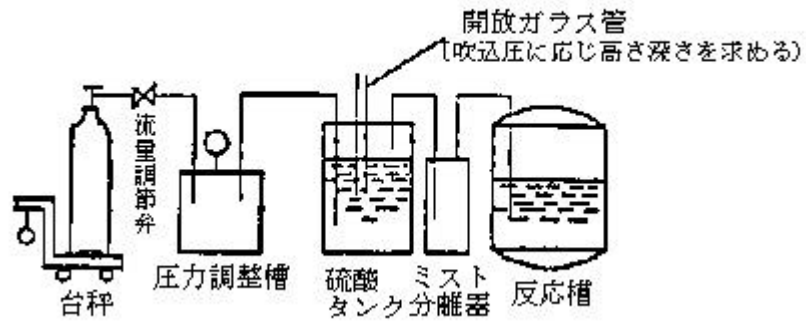 開放ガラス管
(吹込圧に応じ高さ深さを求める)
流量調節弁
台秤
圧力調整槽
硫酸
タンク
ミスト
分離器
反応槽